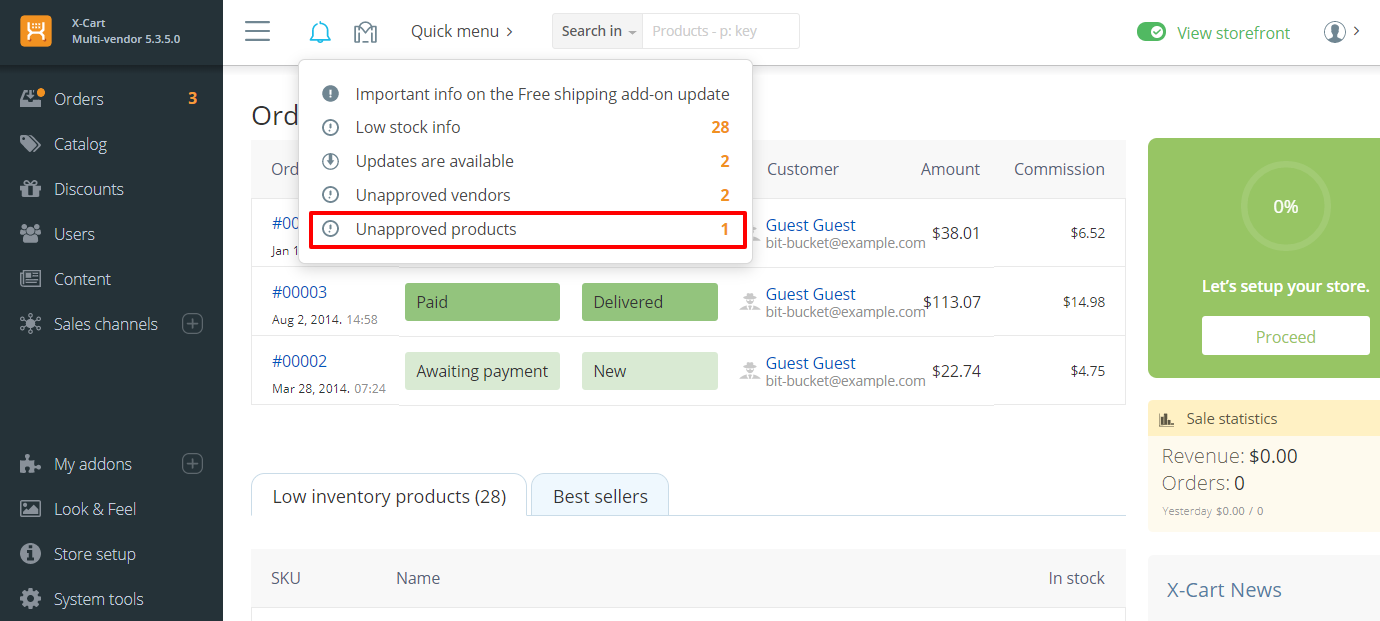 X-Cart
Multi-vendor 5.3.5.0
Quick menu
Search in
Products - p: key
View storefront
Orders 3
Catalog
Discounts
Users
Content
Sales channels
My addons
Look & Feel
Store setup
System tools
Important info on the Free shipping add-on update
Low stock info 28
Updates are available 2
Unapproved vendors 2
Unapproved products 1
Customer Amount Commission
Guest Guest
bit-bucket@example.com $38.01 $6.52
#00003 Paid Delivered Guest Guest $113.07 $14.98
Aug 2, 2014. 14:58 bit-bucket@example.com
#00002 Awaiting payment New Guest Guest $22.74 $4.75
Mar 28, 2014. 07:24 bit-bucket@example.com
0%
Let's setup your store.
Proceed
Sale statistics
Revenue: $0.00
Orders: 0
Yesterday $0.00 / 0
X-Cart News
Low inventory products (28) Best sellers
SKU Name In stock